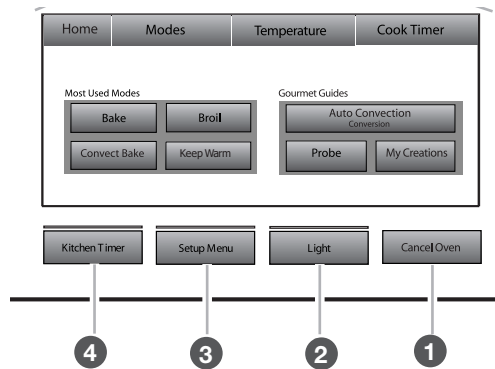 Home Modes Temperature Cook Timer
Most Used Modes Gourmet Guides
Bake Broil Auto Convection
Conversion
Convect Bake Keep Warm Probe My Creations
Kitchen Timer Setup Menu Light Cancel Oven
4 3 2 1